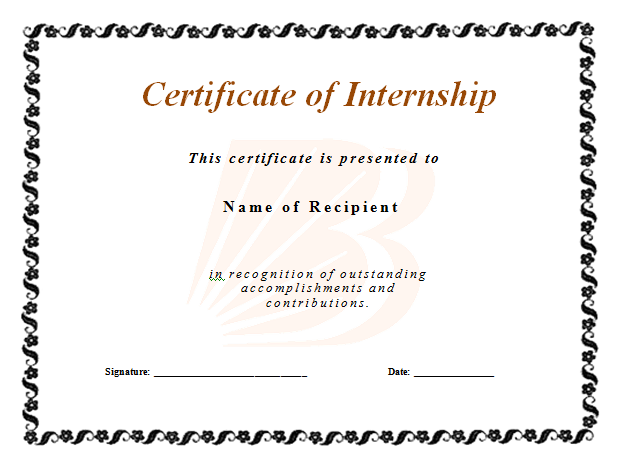 Certificate of Internship
This certificate is presented to
Name of Recipient
in recognition of outstanding
accomplishments and
contributions.
Signature: ______________________________ Date: ________________